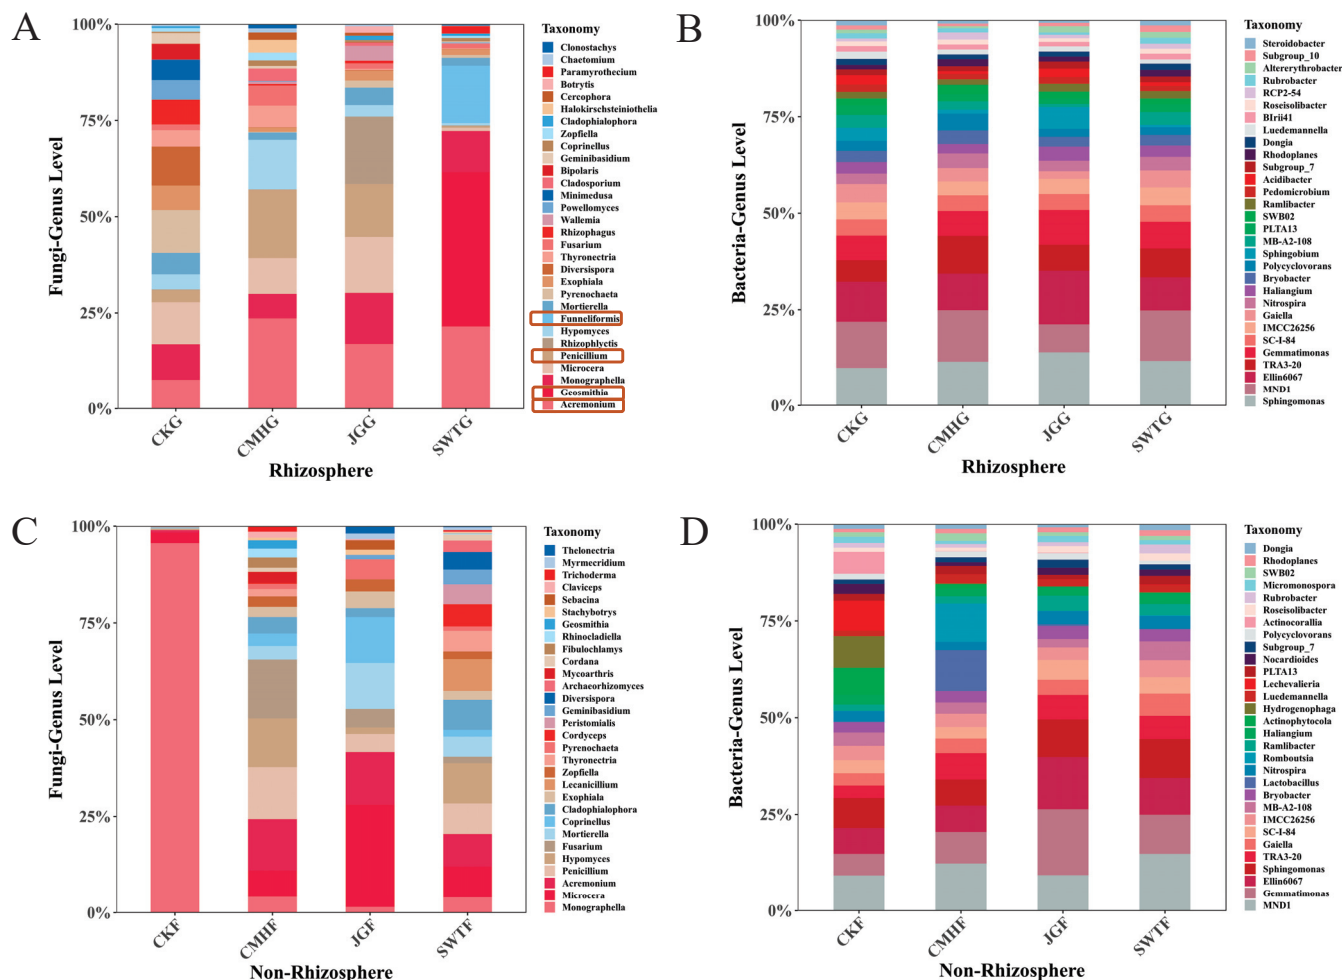 A
Fungi-Genus Level
100%
75%
50%
25%
0%
CKG
CMHG
JGG
SWTG
Rhizosphere
Taxonomy
Clonostachys
Chaetomium
Paramyrothecium
Botrytis
Cercophora
Halokirschsteiniothelia
Cladophialophora
Zopfiella
Coprinellus
Geminibasidium
Bipolaris
Cladosporium
Minimedusa
Powellomyces
Wallemia
Rhizophagus
Fusarium
Thyronectria
Diversispora
Exophiala
Pyrenochaeta
Mortierella
Funneliformis
Hypomyces
Rhizophlyctis
Penicillium
Microcera
Monographella
Geosmithia
Acremonium
B
Bacteria-Genus Level
100%
75%
50%
25%
0%
CKG
CMHG
JGG
SWTG
Rhizosphere
Taxonomy
Steroidobacter
Subgroup_10
Altererythrobacter
Rubrobacter
RCP2-54
Roseisolibacter
BIrii41
Luedemannella
Dongia
Rhodoplanes
Subgroup_7
Acidibacter
Pedomicrobium
Ramlibacter
SWB02
PLTA13
MB-A2-108
Sphingobium
Polycyclovorans
Bryobacter
Haliangium
Nitrospira
Gaiella
IMCC26256
SC-I-84
Gemmatimonas
TRA3-20
Ellin6067
MND1
Sphingomonas
C
Fungi-Genus Level
100%
75%
50%
25%
0%
CKF
CMHF
JGF
SWTF
Non-Rhizosphere
Taxonomy
Thelonectria
Myrmecridium
Trichoderma
Claviceps
Sebacina
Stachybotrys
Geosmithia
Rhinocladiella
Fibulochlamys
Cordana
Mycoarthris
Archaeorhizomyces
Diversispora
Geminibasidium
Peristomialis
Cordyceps
Pyrenochaeta
Thyronectria
Zopfiella
Lecanicillium
Exophiala
Cladophialophora
Coprinellus
Mortierella
Fusarium
Hypomyces
Penicillium
Acremonium
Microcera
Monographella
D
Bacteria-Genus Level
100%
75%
50%
25%
0%
CKF
CMHF
JGF
SWTF
Non-Rhizosphere
Taxonomy
Dongia
Rhodoplanes
SWB02
Micromonospora
Rubrobacter
Roseisolibacter
Actinocorallia
Polycyclovorans
Subgroup_7
Nocardioides
PLTA13
Lechevalieria
Luedemannella
Hydrogenophaga
Actinophytocola
Haliangium
Ramlibacter
Romboutsia
Nitrospira
Lactobacillus
Bryobacter
MB-A2-108
IMCC26256
SC-I-84
Gaiella
TRA3-20
Sphingomonas
Ellin6067
Gemmatimonas
MND1